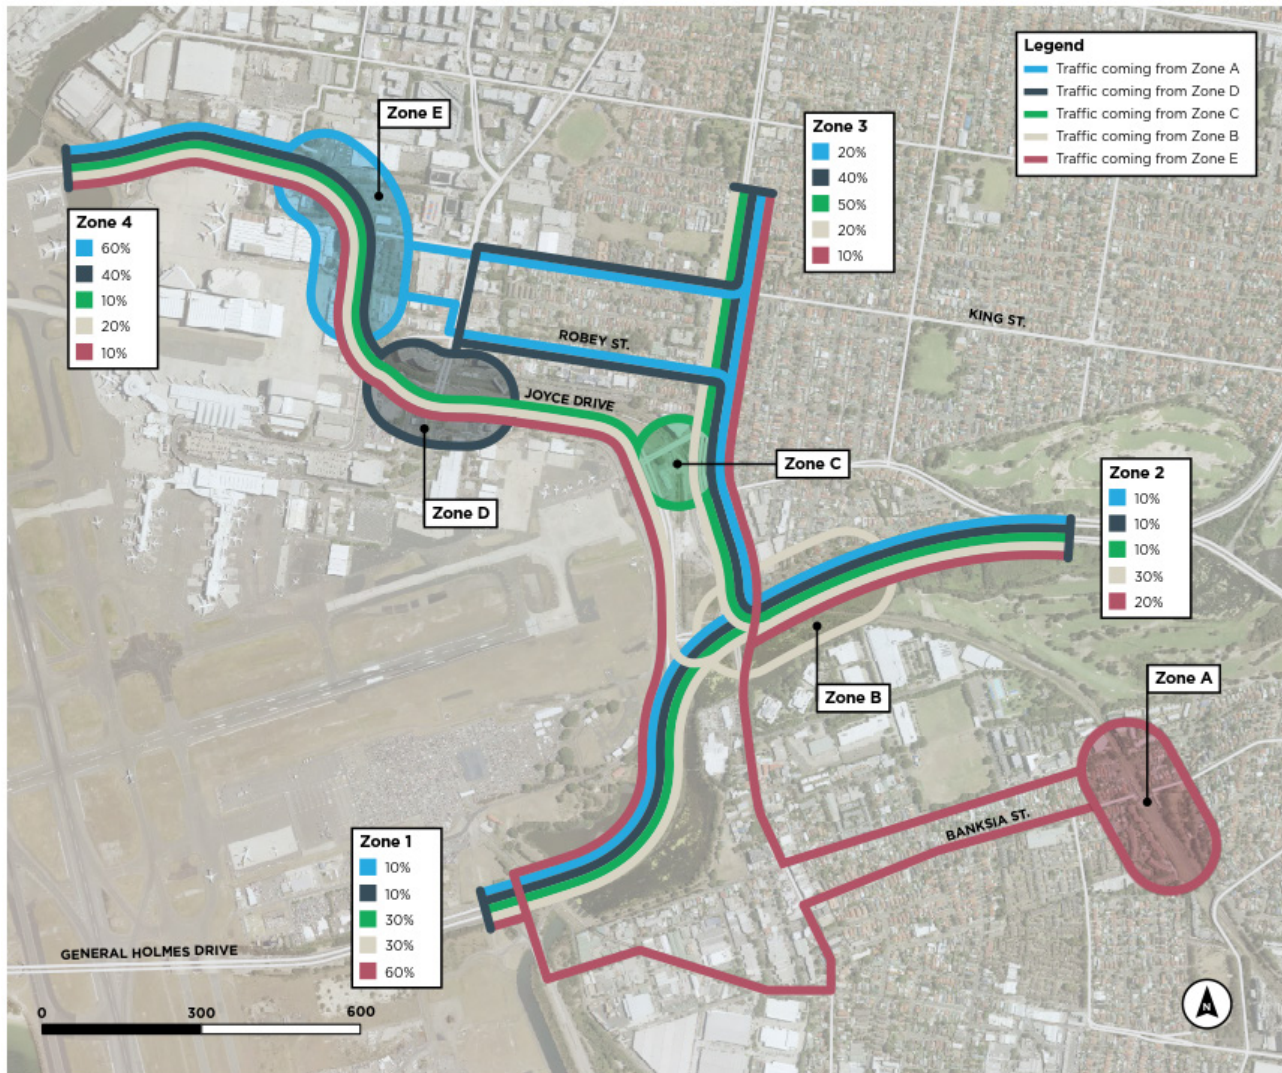 Legend
Traffic coming from Zone A
Traffic coming from Zone D
Traffic coming from Zone C
Traffic coming from Zone B
Traffic coming from Zone E
Zone E
Zone 3
20%
40%
50%
20%
10%
Zone 4
60%
40%
10%
20%
10%
KING ST.
ROBEY ST.
JOYCE DRIVE
Zone C
Zone D
Zone 2
10%
10%
10%
30%
20%
Zone B
Zone A
BANKSIA ST.
Zone 1
10%
10%
30%
30%
60%
GENERAL HOLMES DRIVE
0 300 600
N